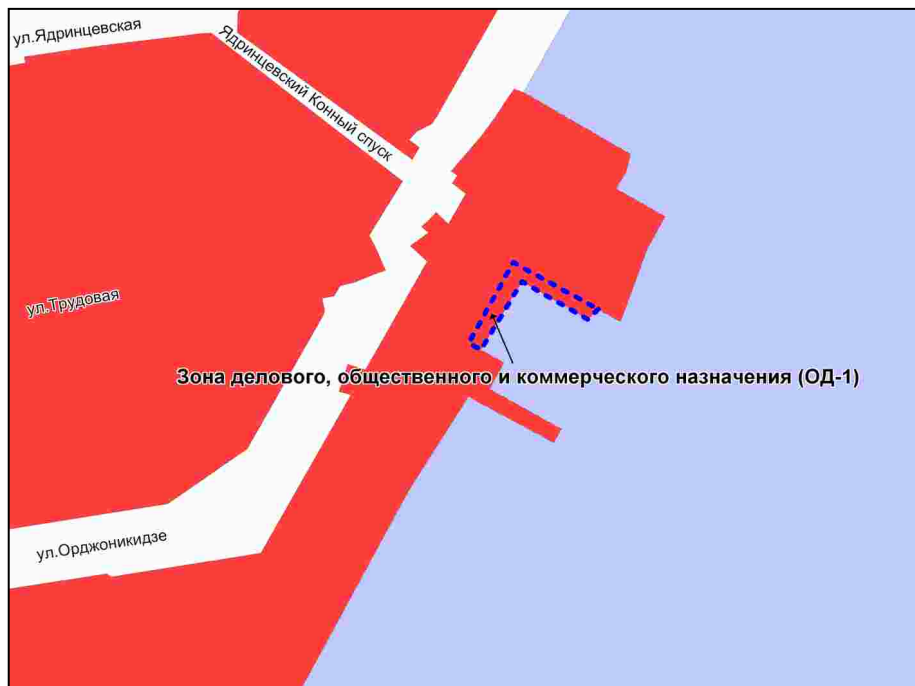 ул.Ядринцевская
Ядринцевский Конный спуск
ул.Трудовая
Зона делового, общественного и коммерческого назначения (ОД-1)
ул.Орджоникидзе